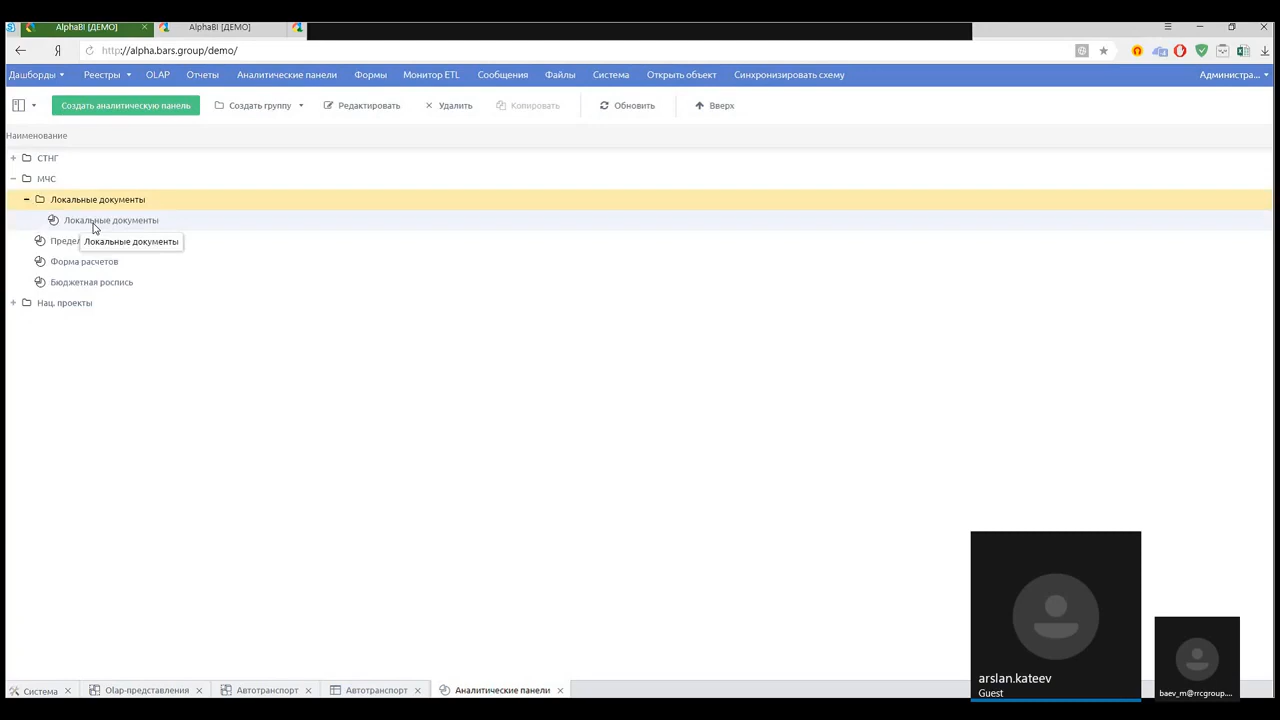 AlphaBI [ДЕМО]
AlphaBI [ДЕМО]
http://alpha.bars.group/demo/
Дашборды Реестры OLAP Отчеты Аналитические панели Формы Монитор ETL Сообщения Файлы Система Открыть объект Синхронизировать схему Администра...
Создать аналитическую панель Создать группу Редактировать Удалить Копировать Обновить Вверх
Наименование
СТНГ
МЧС
Локальные документы
Локальные документы
Предел
Локальные документы
Форма расчетов
Бюджетная роспись
Нац. проекты
arslan.kateev
Guest
baev_m@rrcgroup....
Система Olap-представления Автотранспорт Автотранспорт Аналитические панели